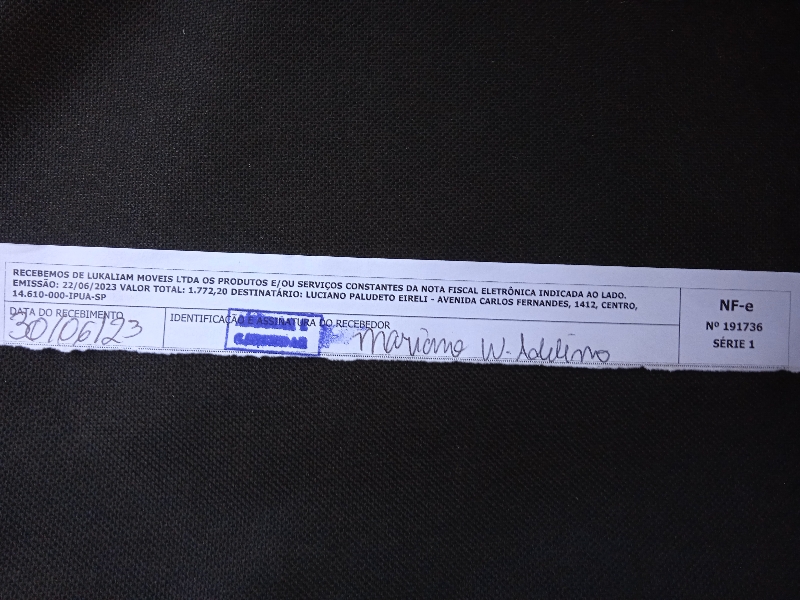 RECEBEMOS DE LUKALIAM MOVEIS LTDA OS PRODUTOS E/OU SERVIÇOS CONSTANTES DA NOTA FISCAL ELETRÔNICA INDICADA AO LADO.
EMISSÃO: 22/06/2023 VALOR TOTAL: 1.772,20 DESTINATÁRIO: LUCIANO PALUDETO EIRELI - AVENIDA CARLOS FERNANDES, 1412, CENTRO,
14.610-000-IPUA-SP
DATA DO RECEBIMENTO
30/06/23
IDENTIFICAÇÃO E ASSINATURA DO RECEBEDOR
Mariana W.
NF-e
Nº 191736
SÉRIE 1